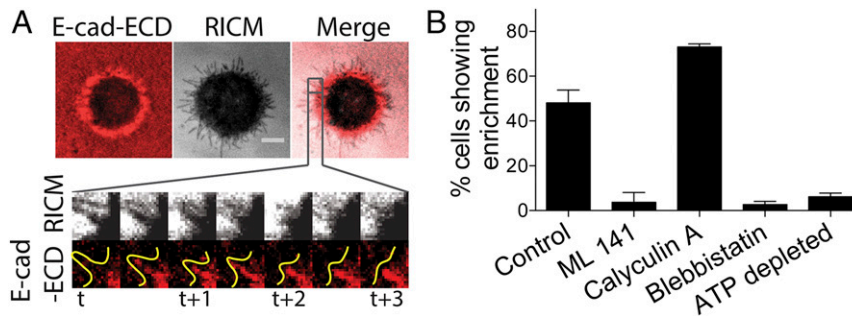 A
E-cad-ECD RICM Merge
RICM
E-cad
-ECD
t t+1 t+2 t+3
B
% cells showing
enrichment
80
60
40
20
0
Control
ML 141
Calyculin A
Blebbistatin
ATP depleted